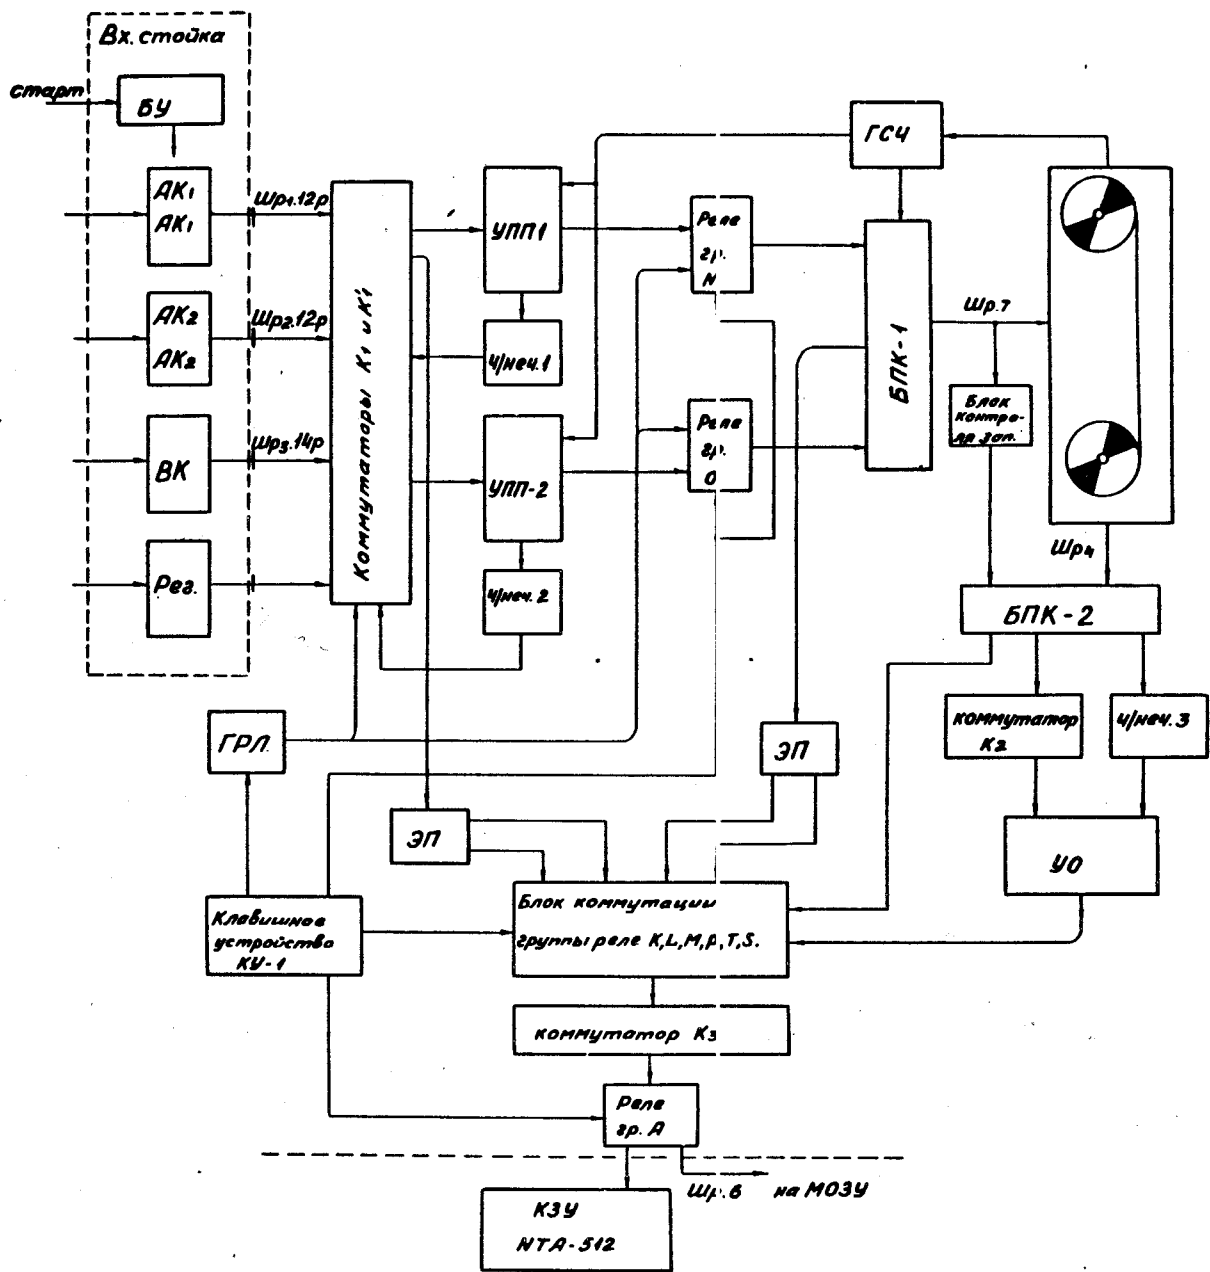 Вх. стойка
старт
БУ
АК1
АК1
Шр1.12р
АК2
АК2
Шр2.12р
ВК
Шр3.14р
Рег.
Коммутаторы К1 и К'1
УПП1
ч/неч.1
УПП-2
ч/неч.2
Реле
гр.
N
Реле
гр.
О
ГСЧ
БПК-1
Шр.7
Блок
контро-
ля зап.
Шр4
БПК-2
коммутатор
К2
ч/неч.3
УО
ГРЛ.
ЭП
ЭП
Клавишное
устройство
КУ-1
Блок коммутации
группы реле K,L,M,P,T,S.
коммутатор К3
Реле
гр. А
Шр.6 на МОЗУ
КЗУ
NTA-512